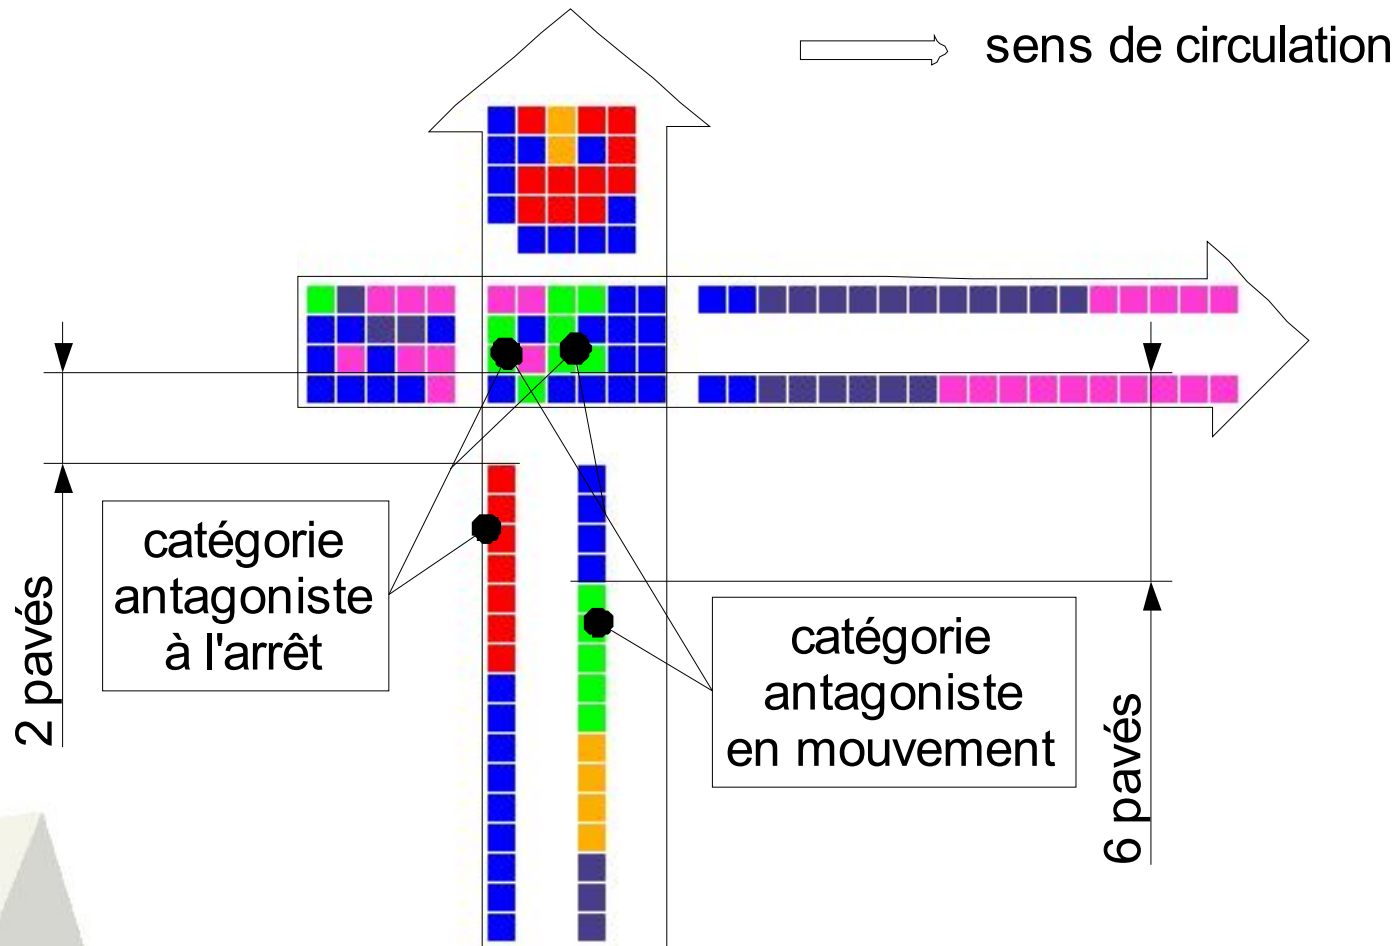 sens de circulation
catégorie
antagoniste
à l'arrêt
catégorie
antagoniste
en mouvement
2 pavés
6 pavés